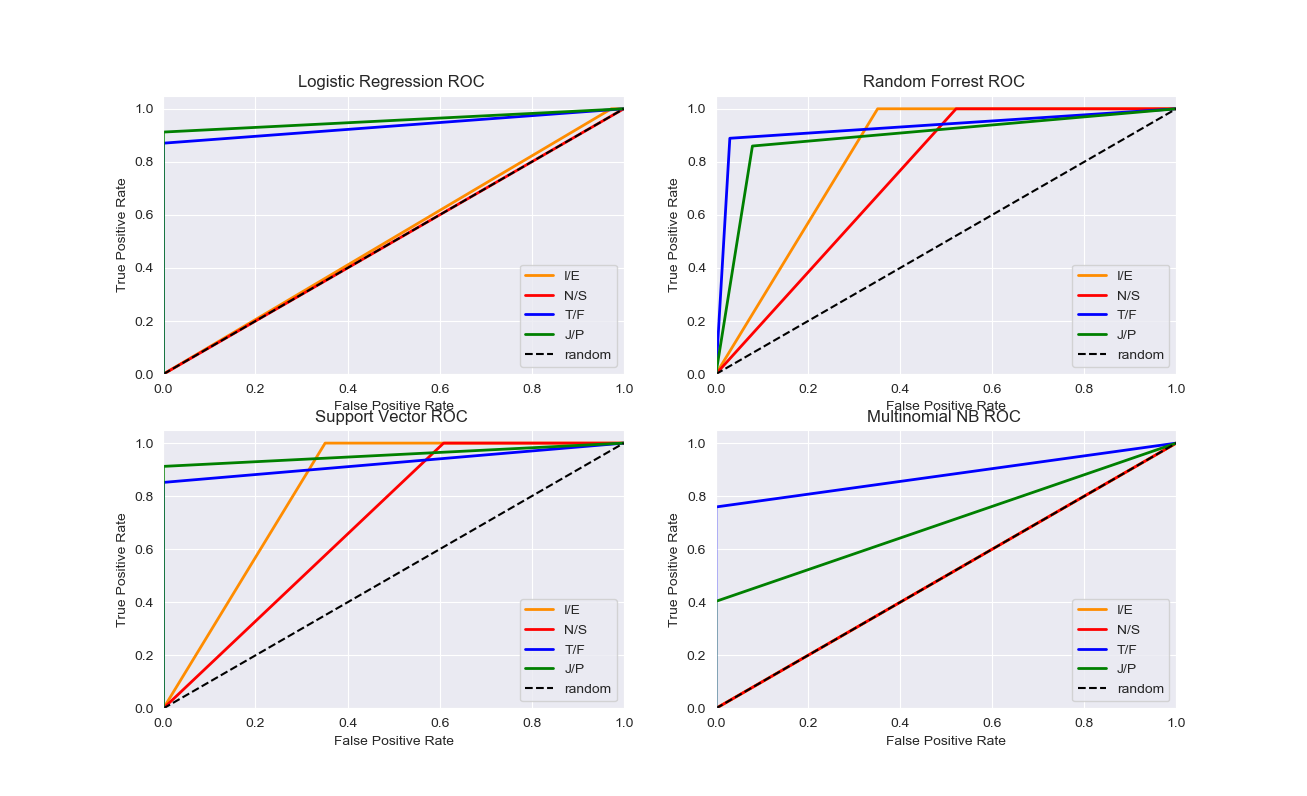 Logistic Regression ROC
1.0
0.8
0.6
0.4
0.2
0.0
True Positive Rate
0.0 0.2 0.4 0.6 0.8 1.0
False Positive Rate
I/E
N/S
T/F
J/P
random
Random Forrest ROC
1.0
0.8
0.6
0.4
0.2
0.0
True Positive Rate
0.0 0.2 0.4 0.6 0.8 1.0
False Positive Rate
I/E
N/S
T/F
J/P
random
Support Vector ROC
1.0
0.8
0.6
0.4
0.2
0.0
True Positive Rate
0.0 0.2 0.4 0.6 0.8 1.0
False Positive Rate
I/E
N/S
T/F
J/P
random
Multinomial NB ROC
1.0
0.8
0.6
0.4
0.2
0.0
True Positive Rate
0.0 0.2 0.4 0.6 0.8 1.0
False Positive Rate
I/E
N/S
T/F
J/P
random